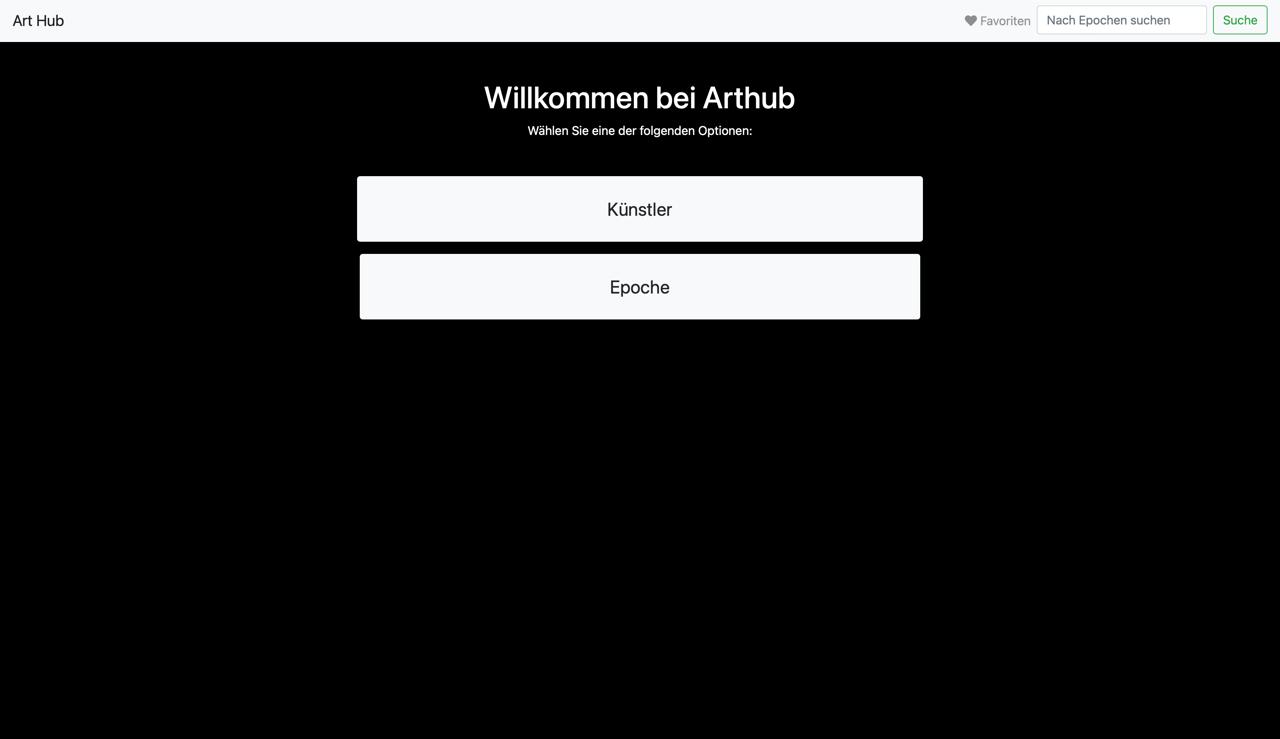 Art Hub
Favoriten
Nach Epochen suchen
Suche
Willkommen bei Arthub
Wählen Sie eine der folgenden Optionen:
Künstler
Epoche